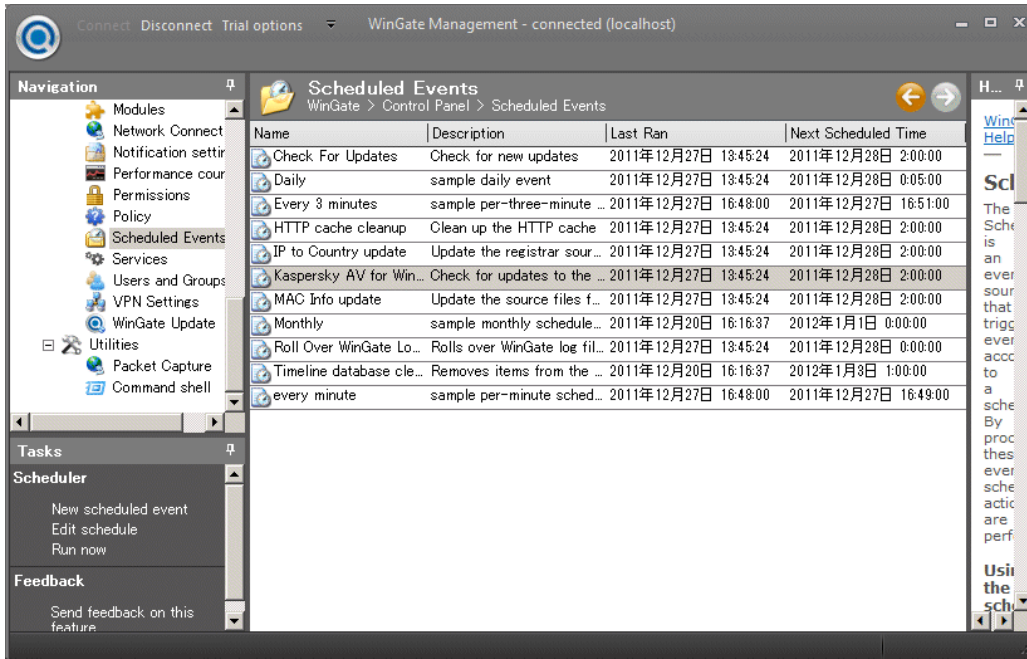 Connect Disconnect Trial options WinGate Management - connected (localhost)
Navigation
Modules
Network Connect
Notification settir
Performance cour
Permissions
Policy
Scheduled Events
Services
Users and Groups
VPN Settings
WinGate Update
Utilities
Packet Capture
Command shell
Tasks
Scheduler
New scheduled event
Edit schedule
Run now
Feedback
Send feedback on this
feature
Scheduled Events
WinGate > Control Panel > Scheduled Events
Name Description Last Ran Next Scheduled Time
Check For Updates Check for new updates 2011年12月27日 13:45:24 2011年12月28日 2:00:00
Daily sample daily event 2011年12月27日 13:45:24 2011年12月28日 0:05:00
Every 3 minutes sample per-three-minute ... 2011年12月27日 16:48:00 2011年12月27日 16:51:00
HTTP cache cleanup Clean up the HTTP cache 2011年12月27日 13:45:24 2011年12月28日 2:00:00
IP to Country update Update the registrar sour... 2011年12月27日 13:45:24 2011年12月28日 2:00:00
Kaspersky AV for Win... Check for updates to the ... 2011年12月27日 13:45:24 2011年12月28日 2:00:00
MAC Info update Update the source files f... 2011年12月27日 13:45:24 2011年12月28日 2:00:00
Monthly sample monthly schedule... 2011年12月20日 16:16:37 2012年1月1日 0:00:00
Roll Over WinGate Lo... Rolls over WinGate log fil... 2011年12月27日 13:45:24 2011年12月28日 0:00:00
Timeline database cle... Removes items from the ... 2011年12月20日 16:16:37 2012年1月3日 1:00:00
every minute sample per-minute sched... 2011年12月27日 16:48:00 2011年12月27日 16:49:00
H...
Win
Help
Scl
The
Sche
is
an
ever
sour
that
trigg
ever
acco
to
a
sche
By
proc
thes
ever
sche
actio
are
perf
Usin
the
sch